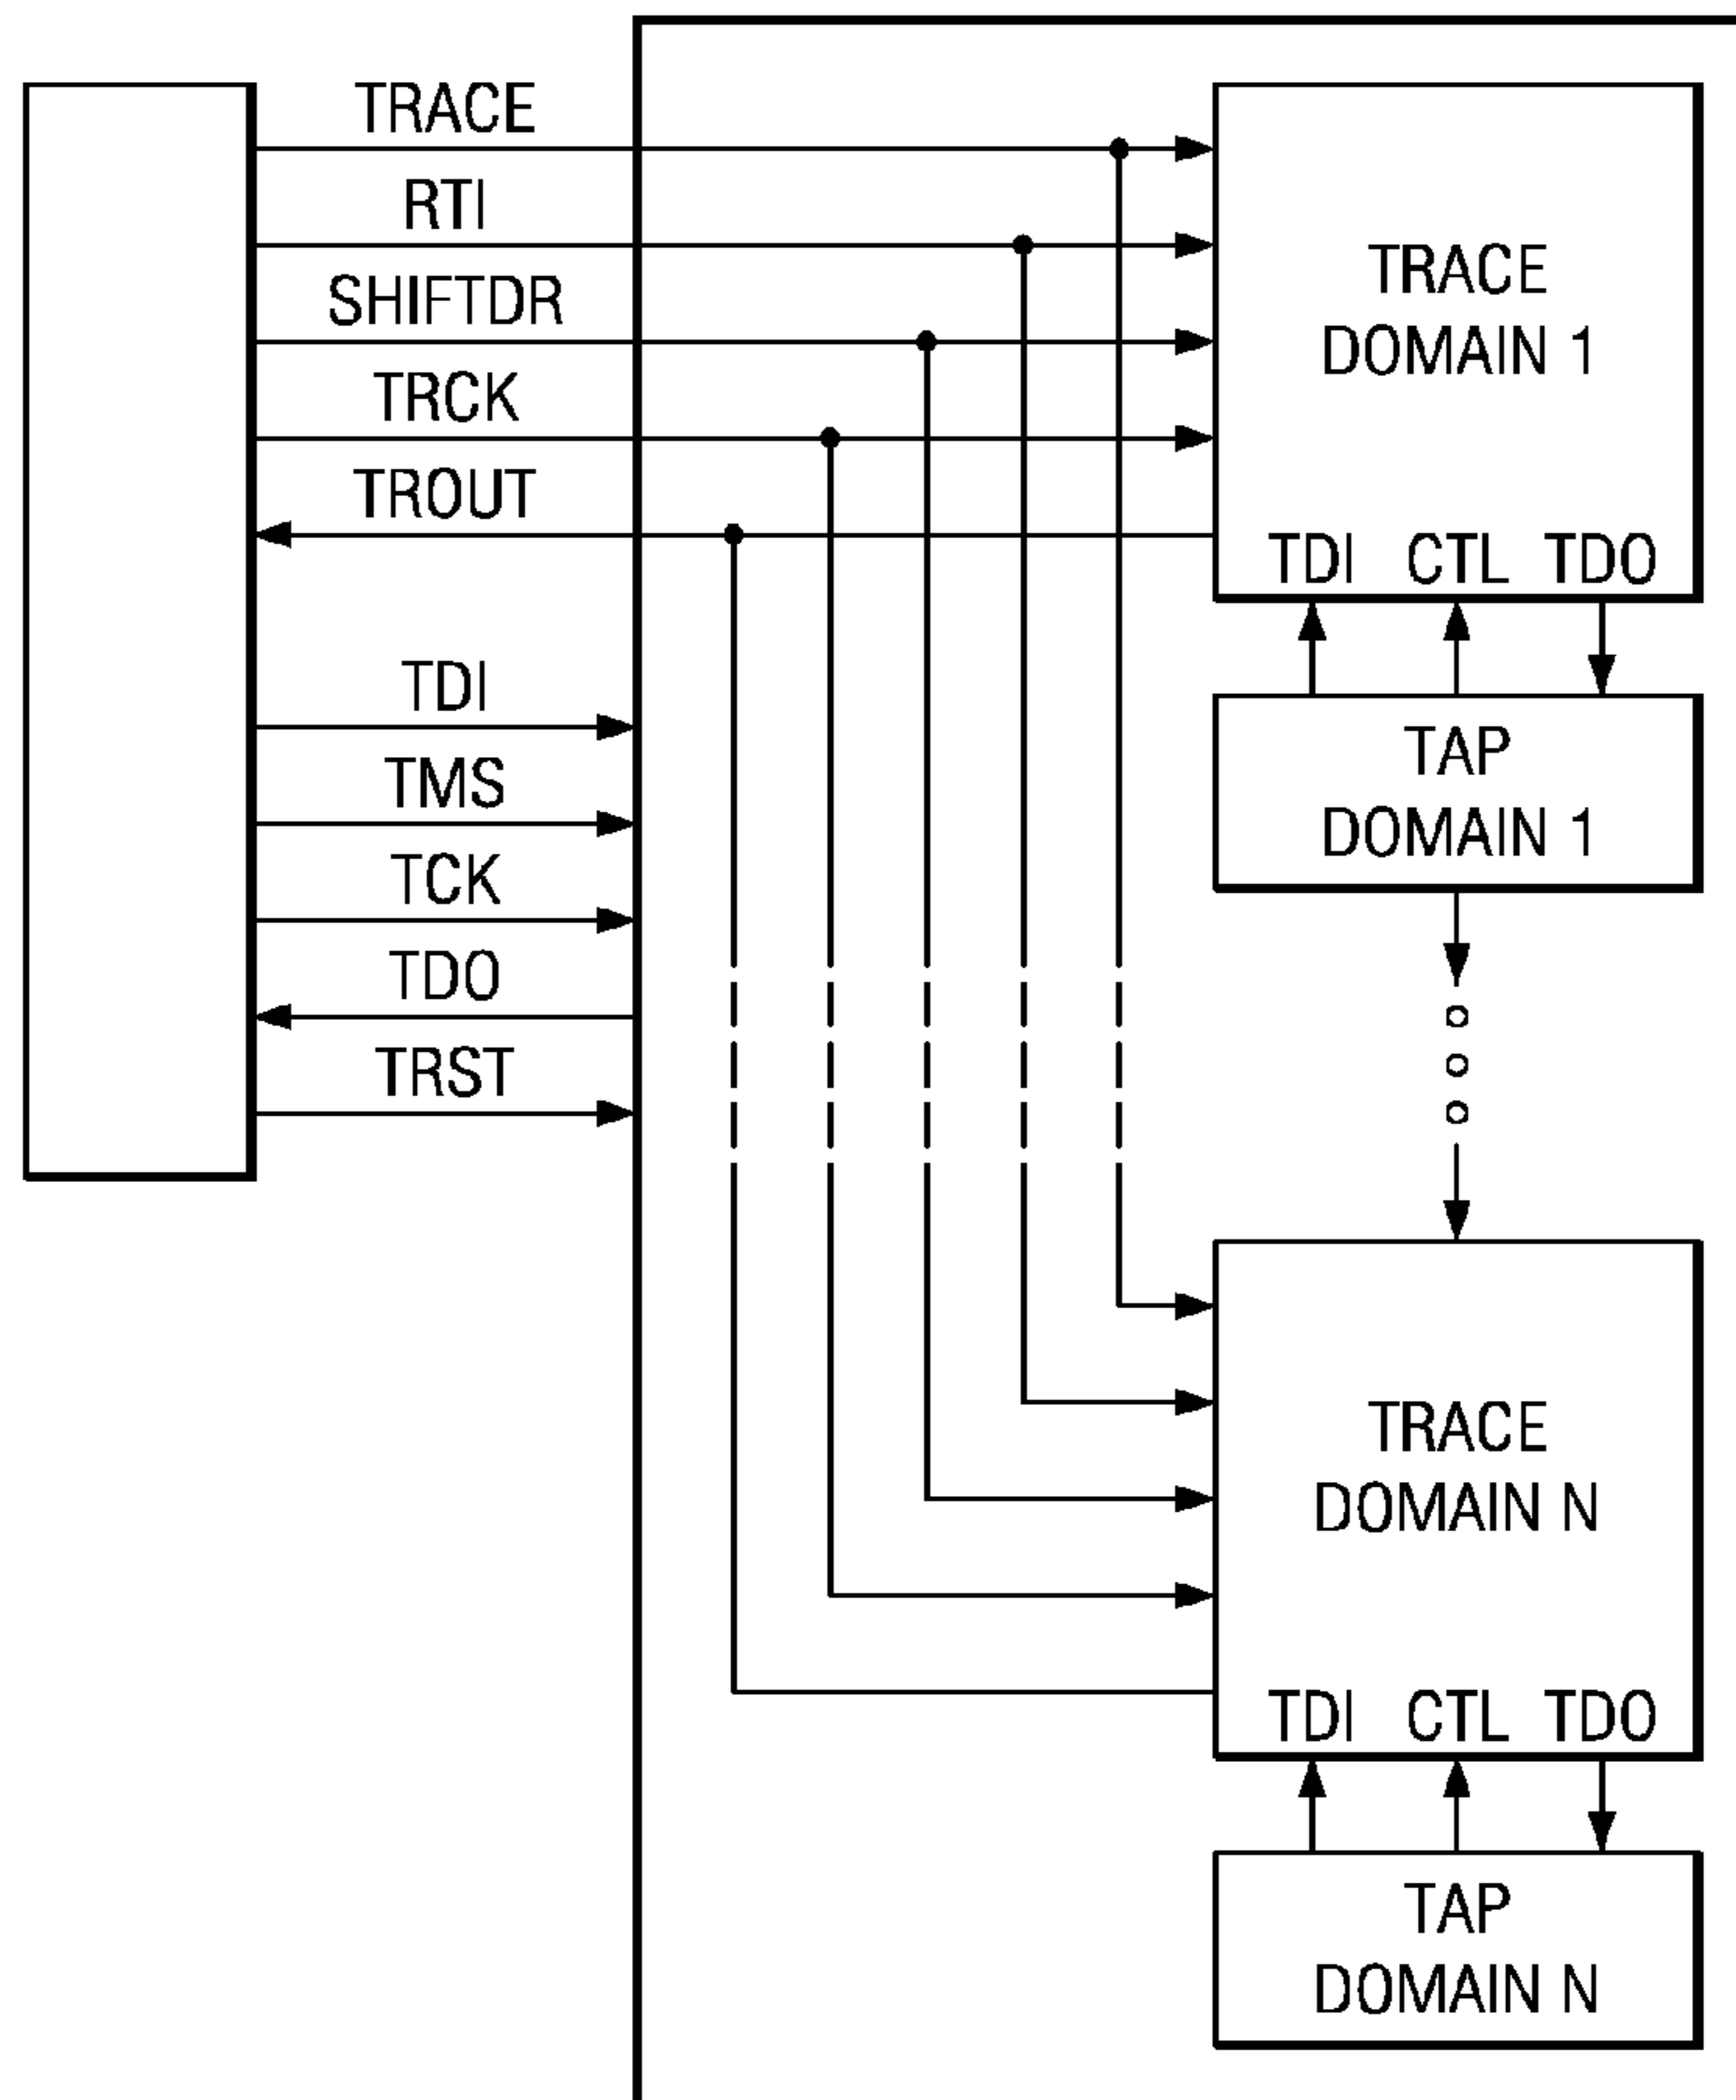 TRACE
RTI
SHIFTDR
TRCK
TROUT
TDI
TMS
TCK
TDO
TRST
TRACE
DOMAIN 1
TDI CTL TDO
TAP
DOMAIN 1
TRACE
DOMAIN N
TDI CTL TDO
TAP
DOMAIN N